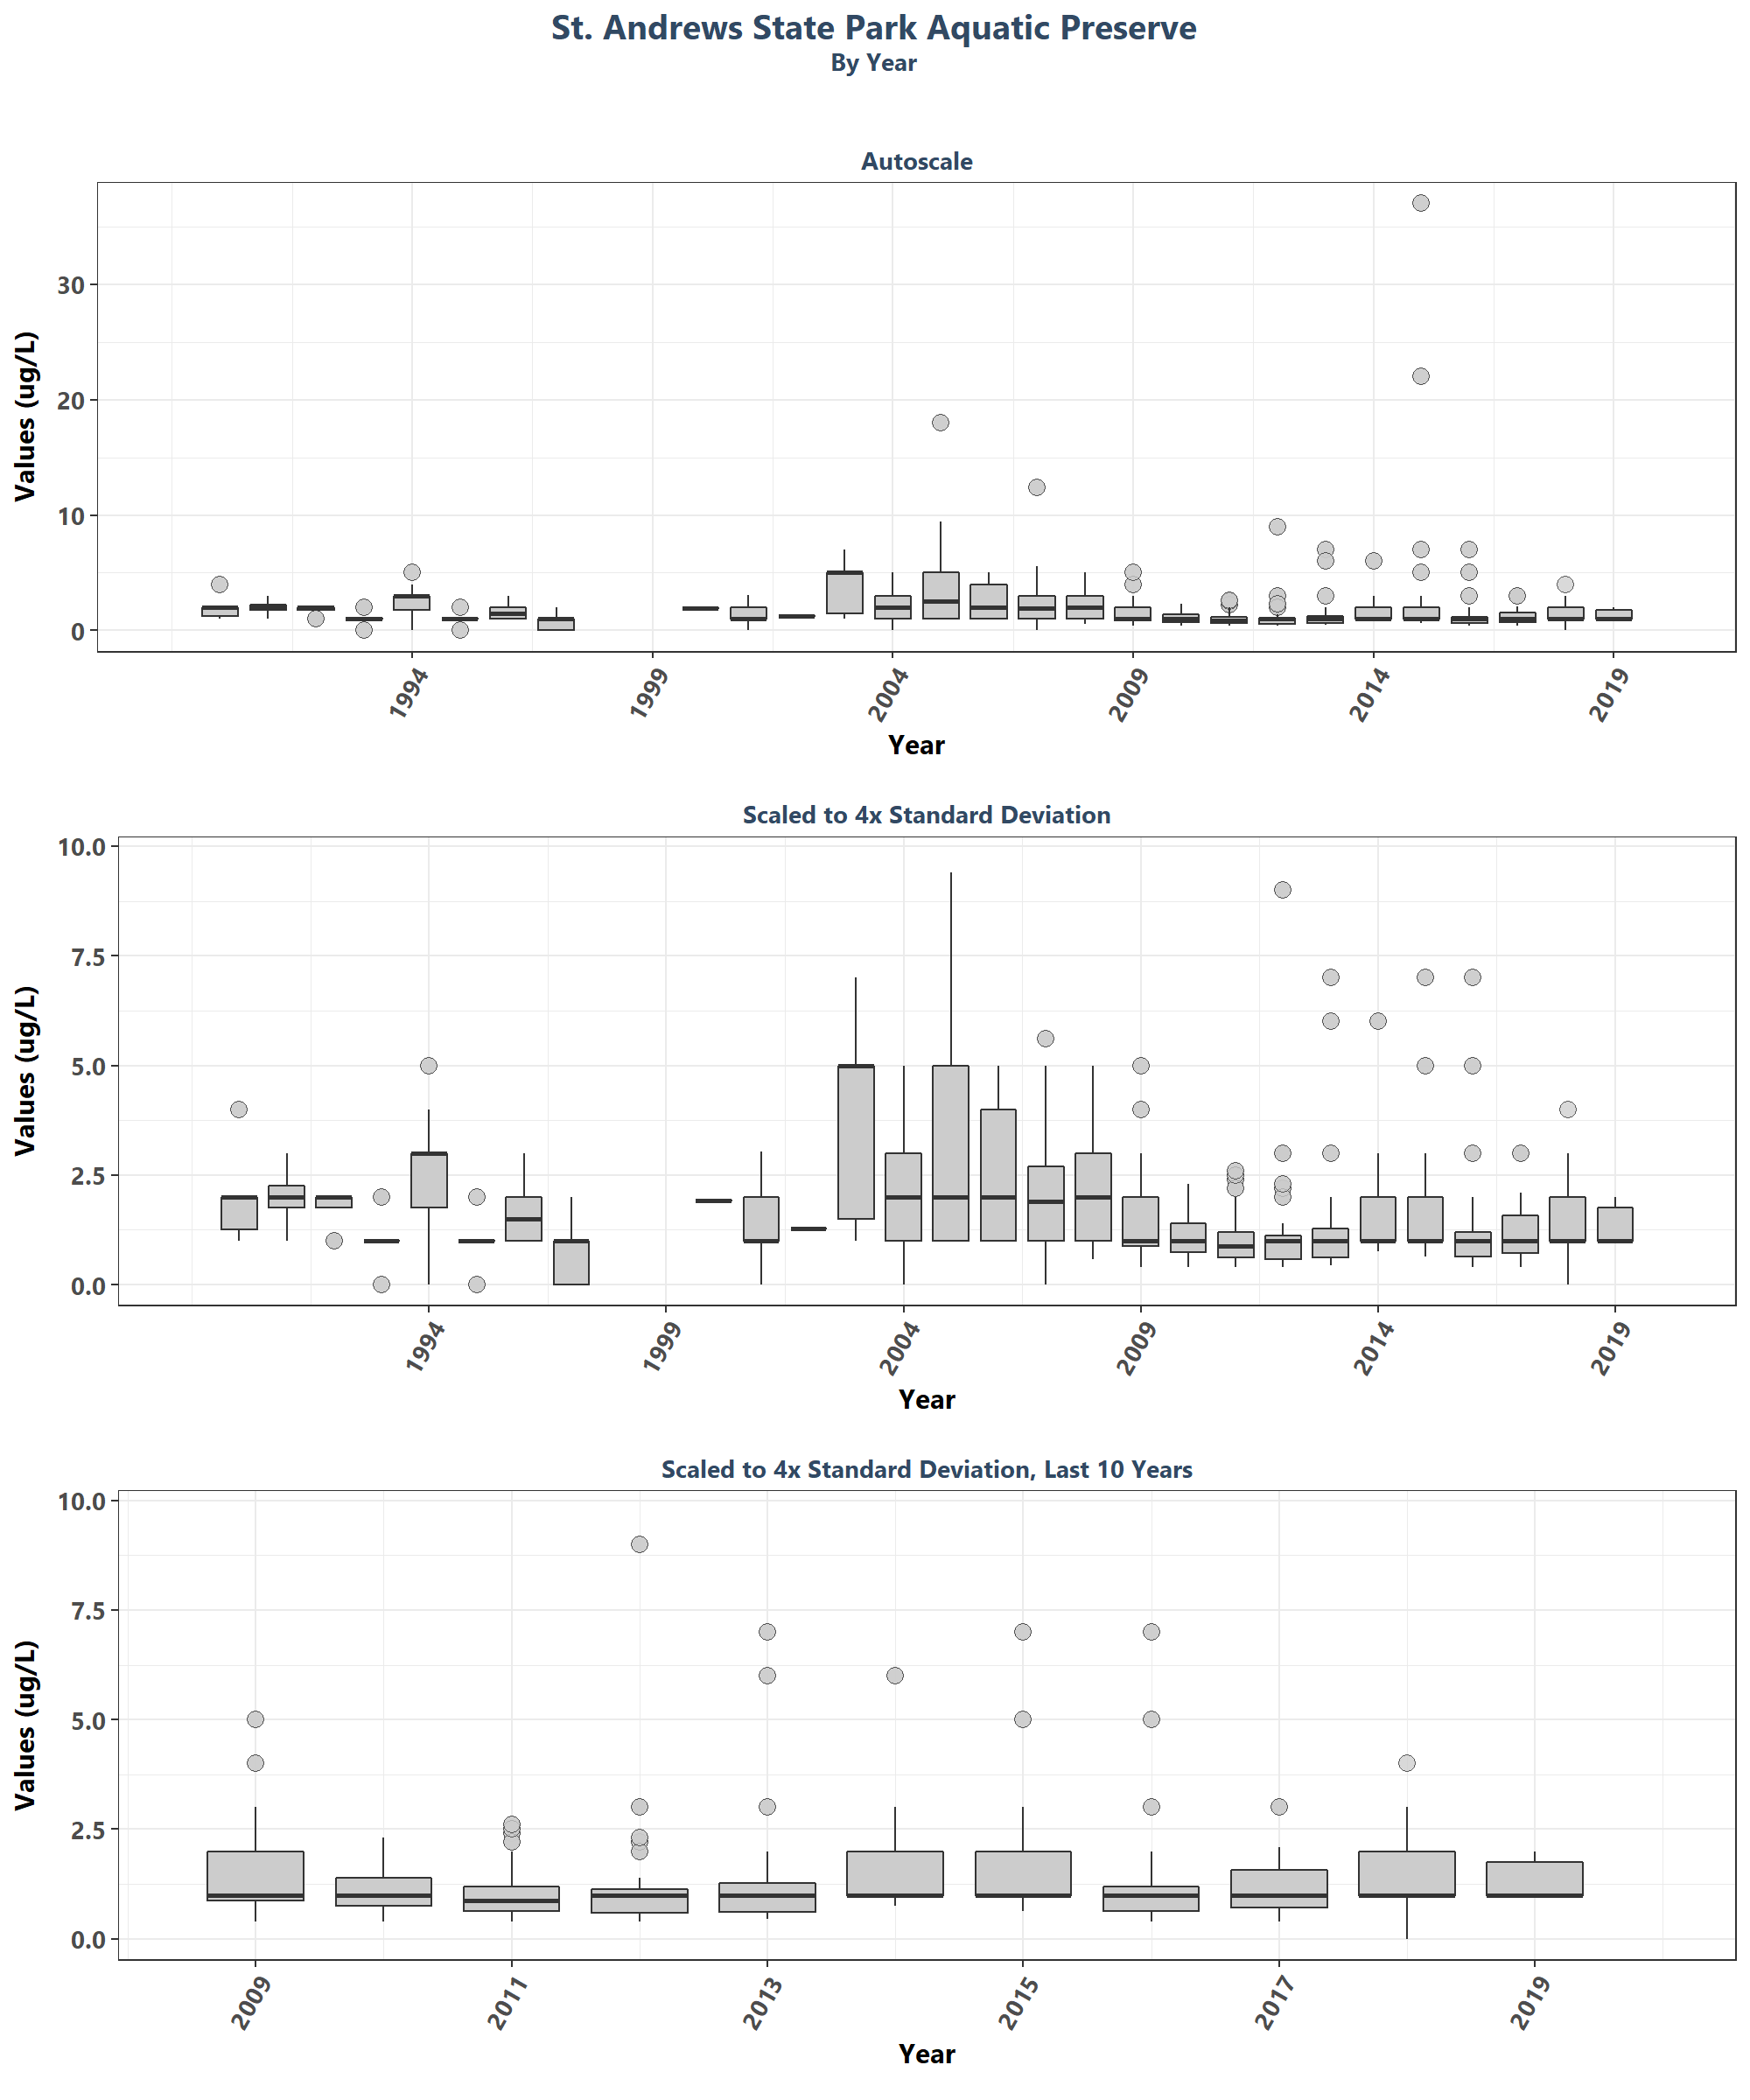 St. Andrews State Park Aquatic Preserve
By Year
Autoscale
Values (ug/L)
30
20
10
0
1994
1999
2004
2009
2014
2019
Year
Scaled to 4x Standard Deviation
Values (ug/L)
10.0
7.5
5.0
2.5
0.0
1994
1999
2004
2009
2014
2019
Year
Scaled to 4x Standard Deviation, Last 10 Years
Values (ug/L)
10.0
7.5
5.0
2.5
0.0
2009
2011
2013
2015
2017
2019
Year